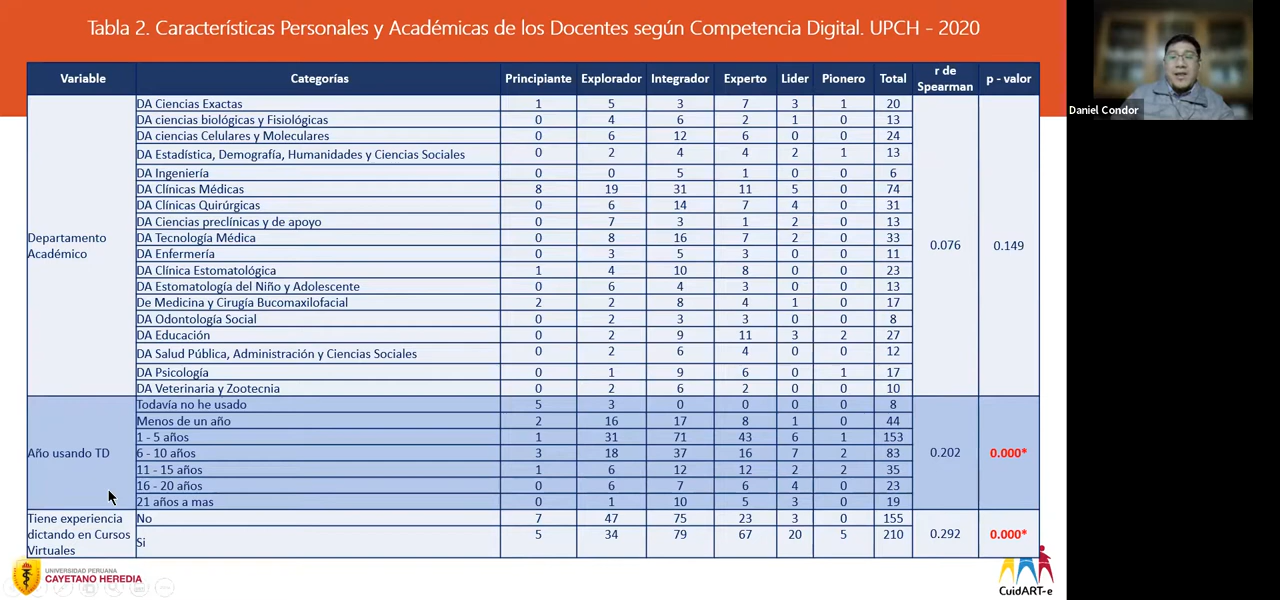 Tabla 2. Características Personales y Académicas de los Docentes según Competencia Digital. UPCH - 2020
Variable Categorías Principiante Explorador Integrador Experto Lider Pionero Total r de Spearman p - valor
Departamento Académico
DA Ciencias Exactas 1 5 3 7 3 1 20
DA ciencias biológicas y Fisiológicas 0 4 6 2 1 0 13
DA ciencias Celulares y Moleculares 0 6 12 6 0 0 24
DA Estadística, Demografía, Humanidades y Ciencias Sociales 0 2 4 4 2 1 13
DA Ingeniería 0 0 5 1 0 0 6
DA Clínicas Médicas 8 19 31 11 5 0 74
DA Clínicas Quirúrgicas 0 6 14 7 4 0 31
DA Ciencias preclínicas y de apoyo 0 7 3 1 2 0 13
DA Tecnología Médica 0 8 16 7 2 0 33
DA Enfermería 0 3 5 3 0 0 11
DA Clínica Estomatológica 1 4 10 8 0 0 23
DA Estomatología del Niño y Adolescente 0 6 4 3 0 0 13
De Medicina y Cirugía Bucomaxilofacial 2 2 8 4 1 0 17
DA Odontología Social 0 2 3 3 0 0 8
DA Educación 0 2 9 11 3 2 27
DA Salud Pública, Administración y Ciencias Sociales 0 2 6 4 0 0 12
DA Psicología 0 1 9 6 0 1 17
DA Veterinaria y Zootecnia 0 2 6 2 0 0 10
0.076 0.149
Año usando TD
Todavía no he usado 5 3 0 0 0 0 8
Menos de un año 2 16 17 8 1 0 44
1 - 5 años 1 31 71 43 6 1 153
6 - 10 años 3 18 37 16 7 2 83
11 - 15 años 1 6 12 12 2 2 35
16 - 20 años 0 6 7 6 4 0 23
21 años a mas 0 1 10 5 3 0 19
0.202 0.000*
Tiene experiencia
dictando en Cursos
Virtuales
No 7 47 75 23 3 0 155
Si 5 34 79 67 20 5 210
0.292 0.000*
UNIVERSIDAD PERUANA
CAYETANO HEREDIA
CuidART-e
Daniel Condor